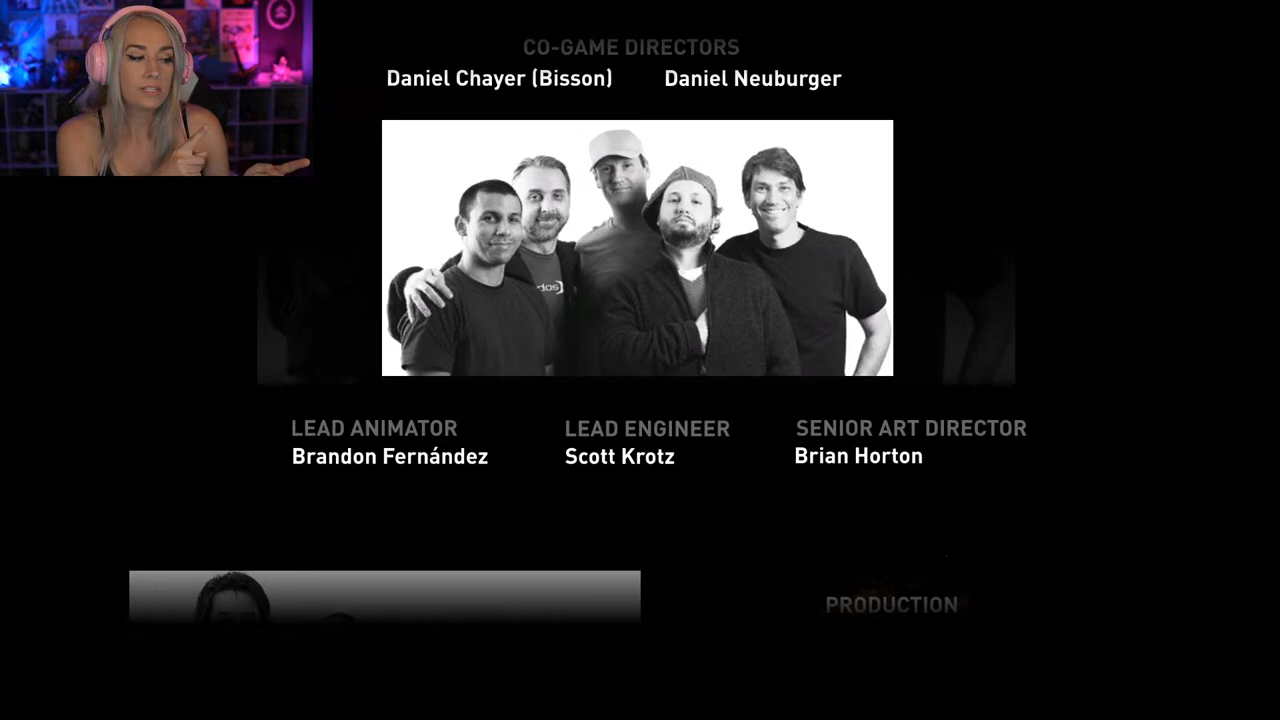 CO-GAME DIRECTORS
Daniel Chayer (Bisson) Daniel Neuburger
dos
LEAD ANIMATOR LEAD ENGINEER SENIOR ART DIRECTOR
Brandon Fernández Scott Krotz Brian Horton
PRODUCTION